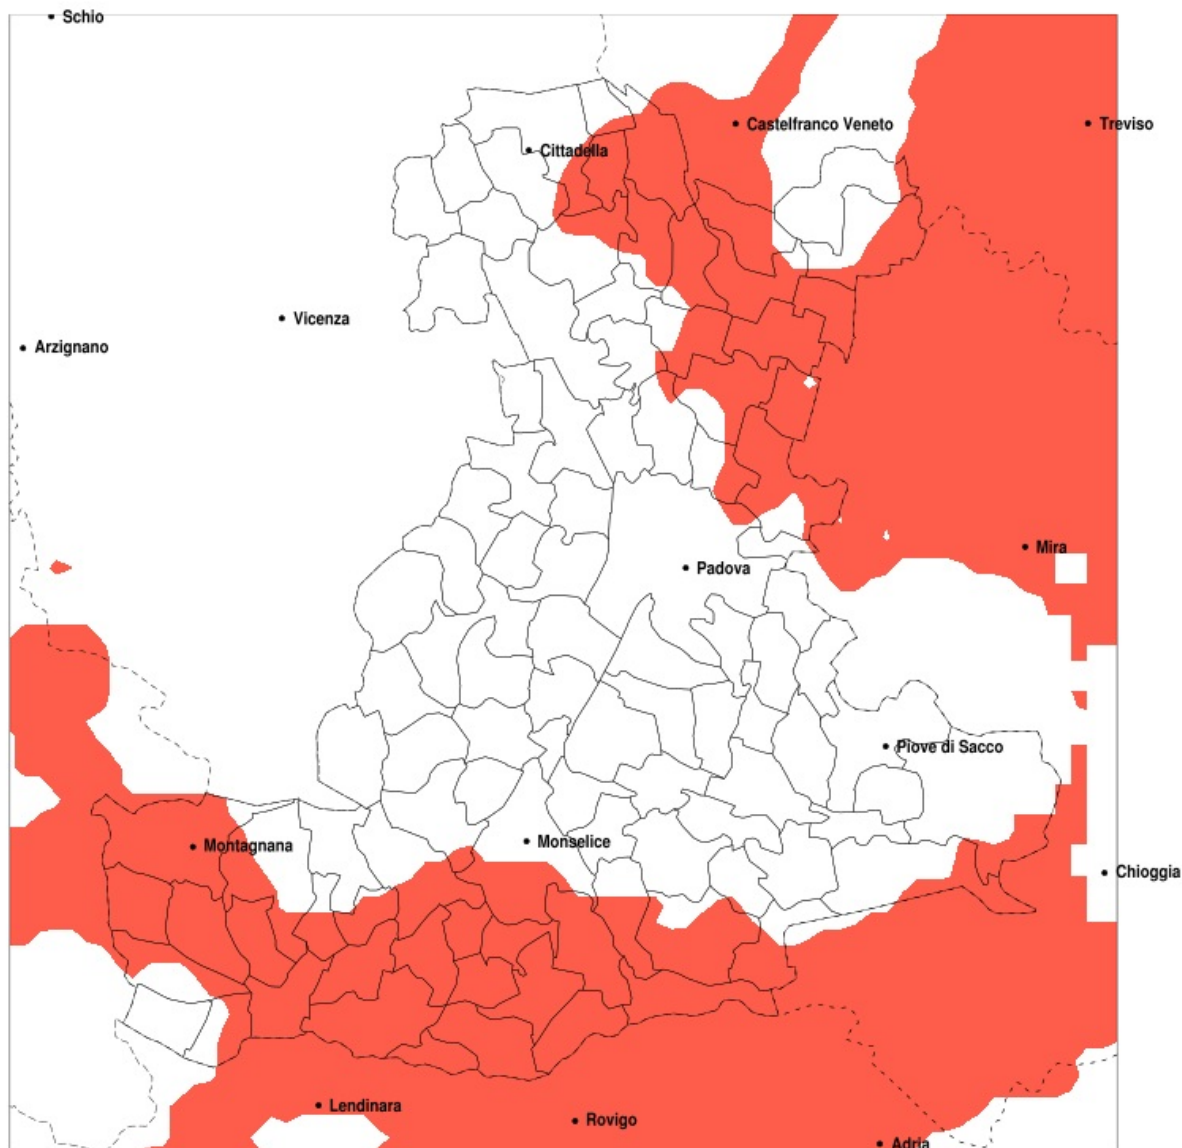 Schio
Castelfranco Veneto
Treviso
Cittadella
Vicenza
Arzignano
Mira
Padova
Piove di Sacco
Monselice
Montagnana
Chioggia
Lendinara
Rovigo
Adria